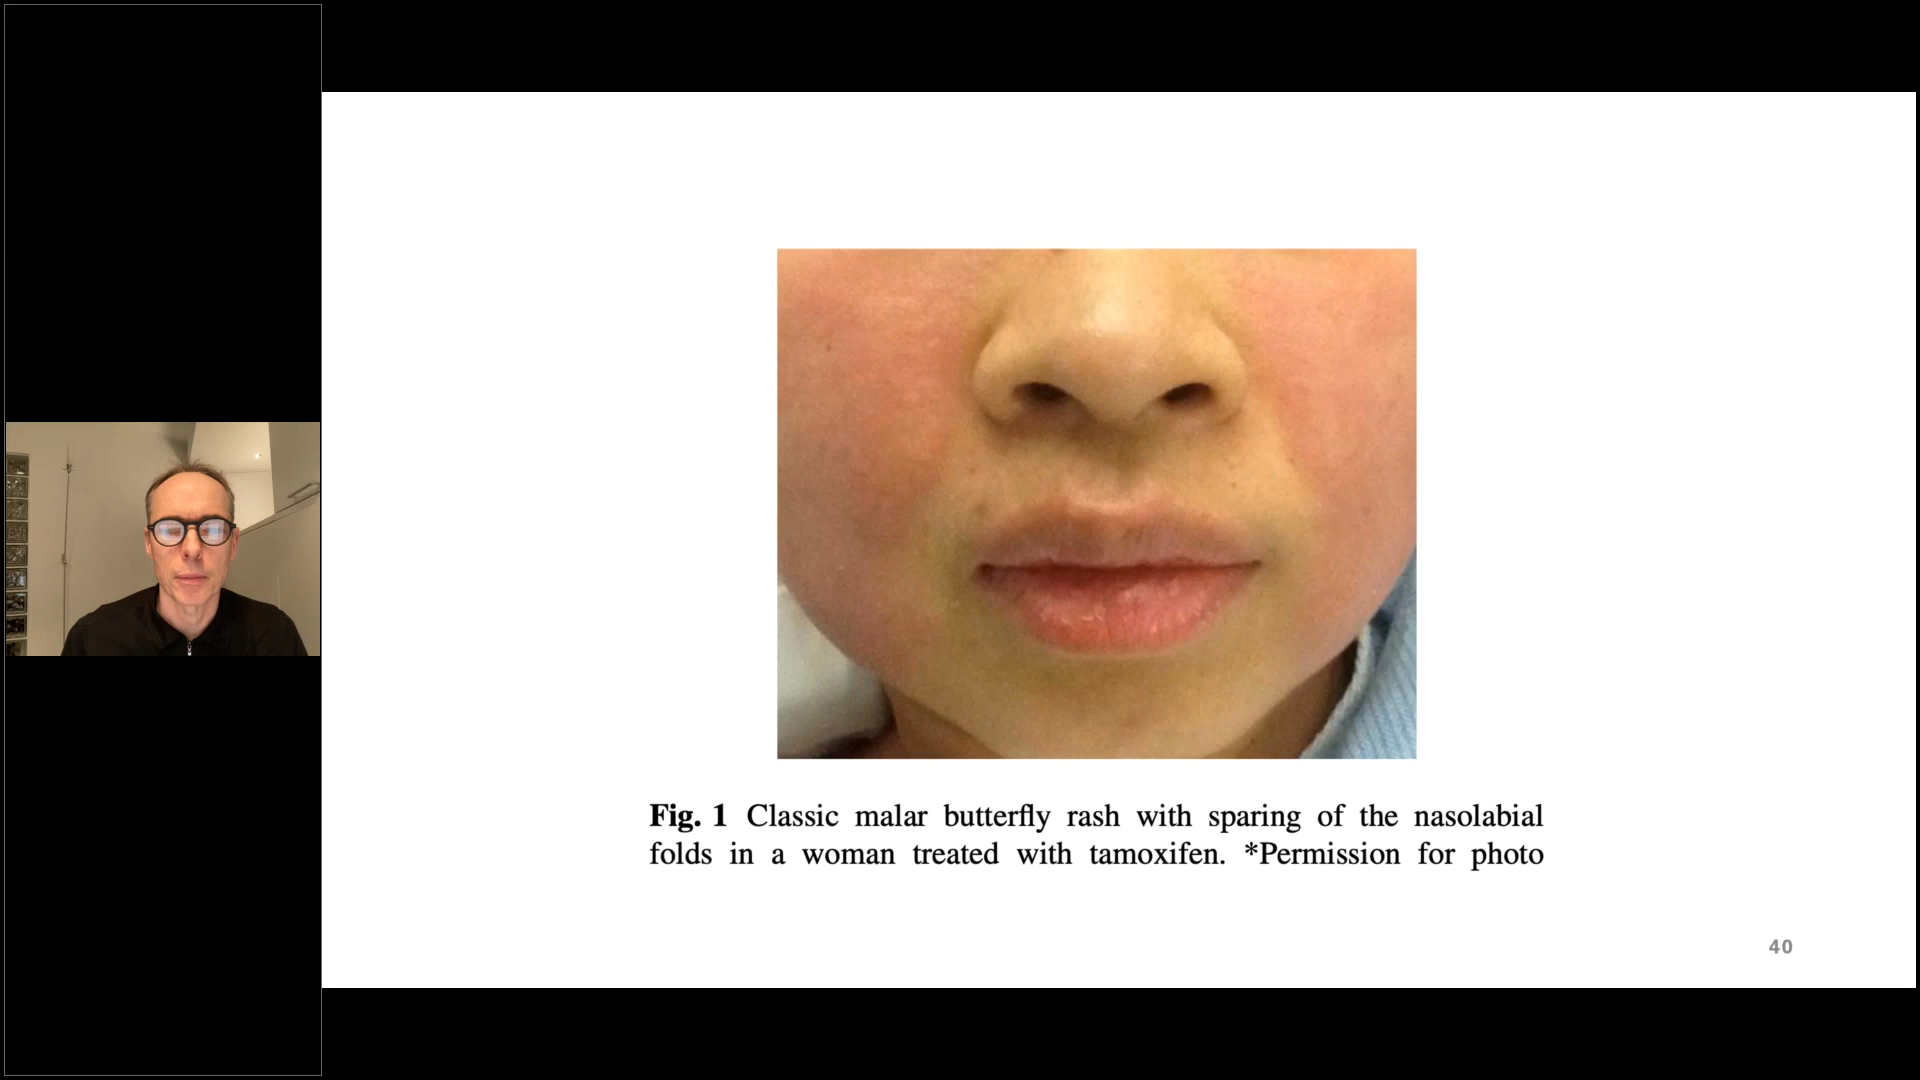 Fig. 1 Classic malar butterfly rash with sparing of the nasolabial
folds in a woman treated with tamoxifen. *Permission for photo
40